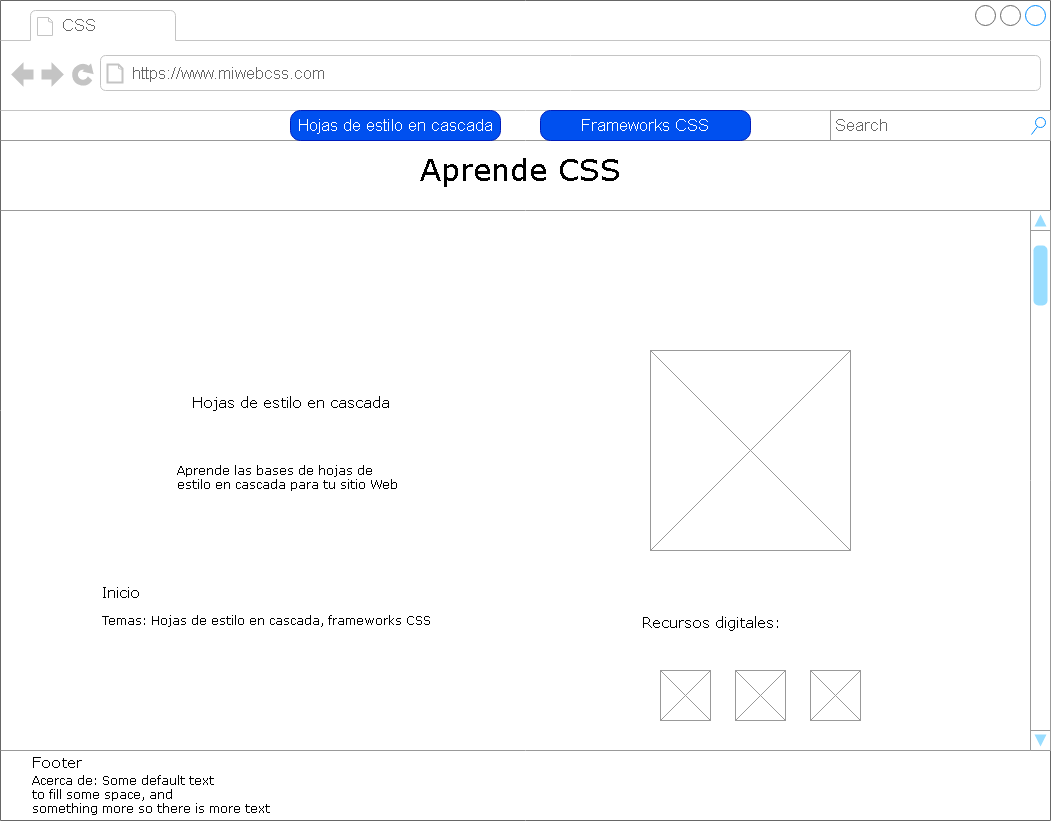 CSS
https://www.miwebcss.com
Hojas de estilo en cascada
Frameworks CSS
Search
Aprende CSS
Hojas de estilo en cascada
Aprende las bases de hojas de
estilo en cascada para tu sitio Web
Inicio
Temas: Hojas de estilo en cascada, frameworks CSS
Recursos digitales:
Footer
Acerca de: Some default text
to fill some space, and
something more so there is more text